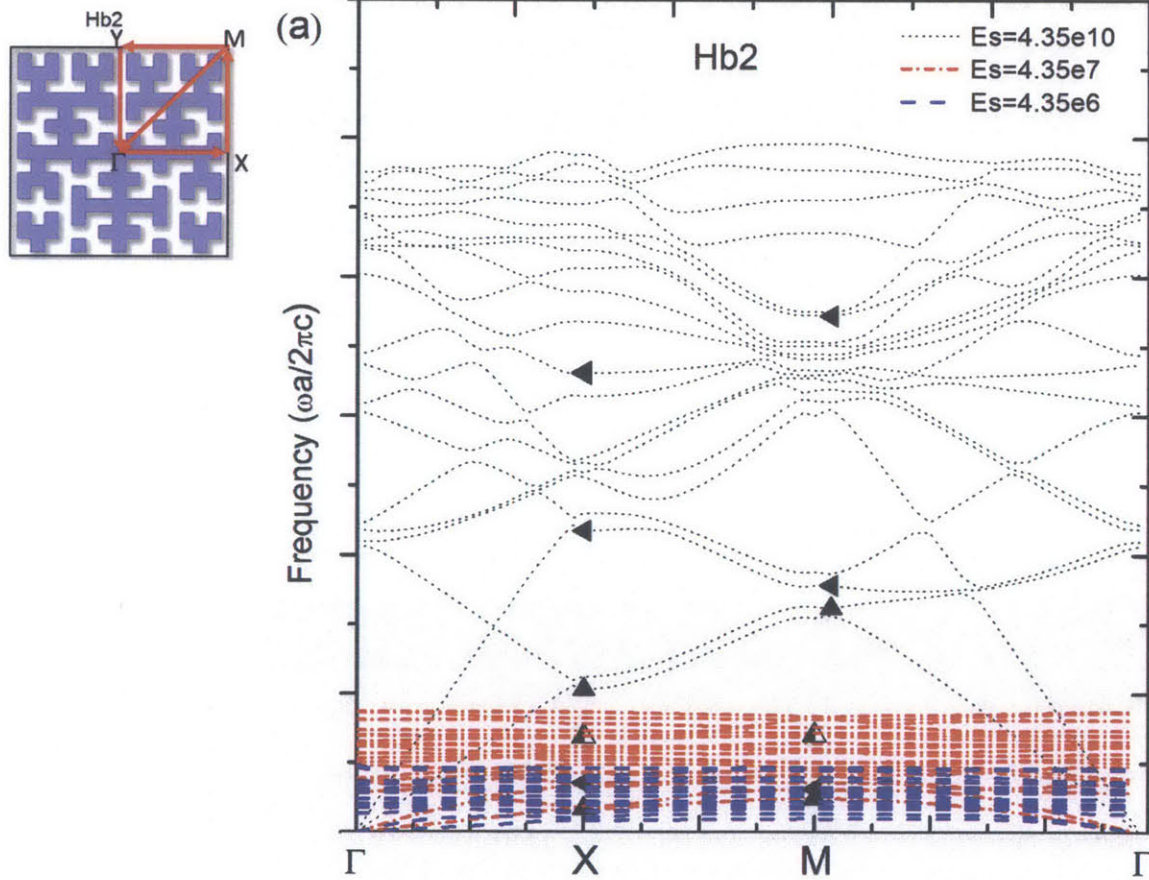 Hb2
Y
M
Γ
X
(a)
Hb2
Es=4.35e10
Es=4.35e7
Es=4.35e6
Frequency (ωa/2πc)
Γ
X
M
Γ